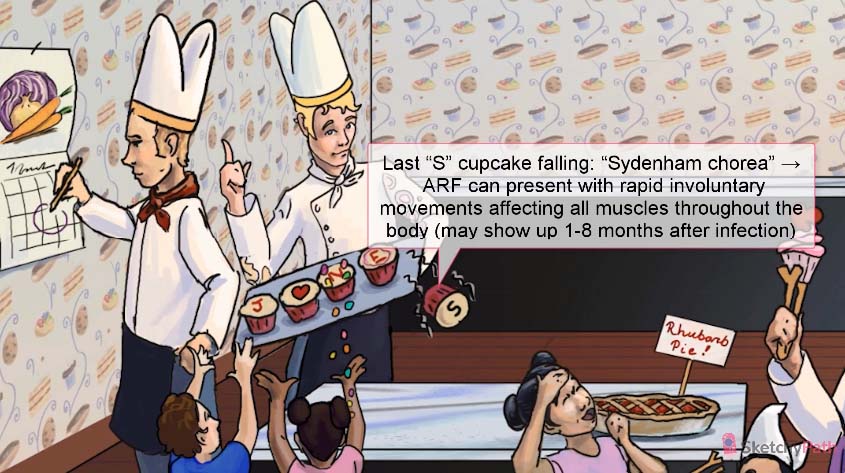 Last “S” cupcake falling: “Sydenham chorea” →
ARF can present with rapid involuntary
movements affecting all muscles throughout the
body (may show up 1-8 months after infection)
J N E
S
Rhubarb
Pie!
SketchyPath